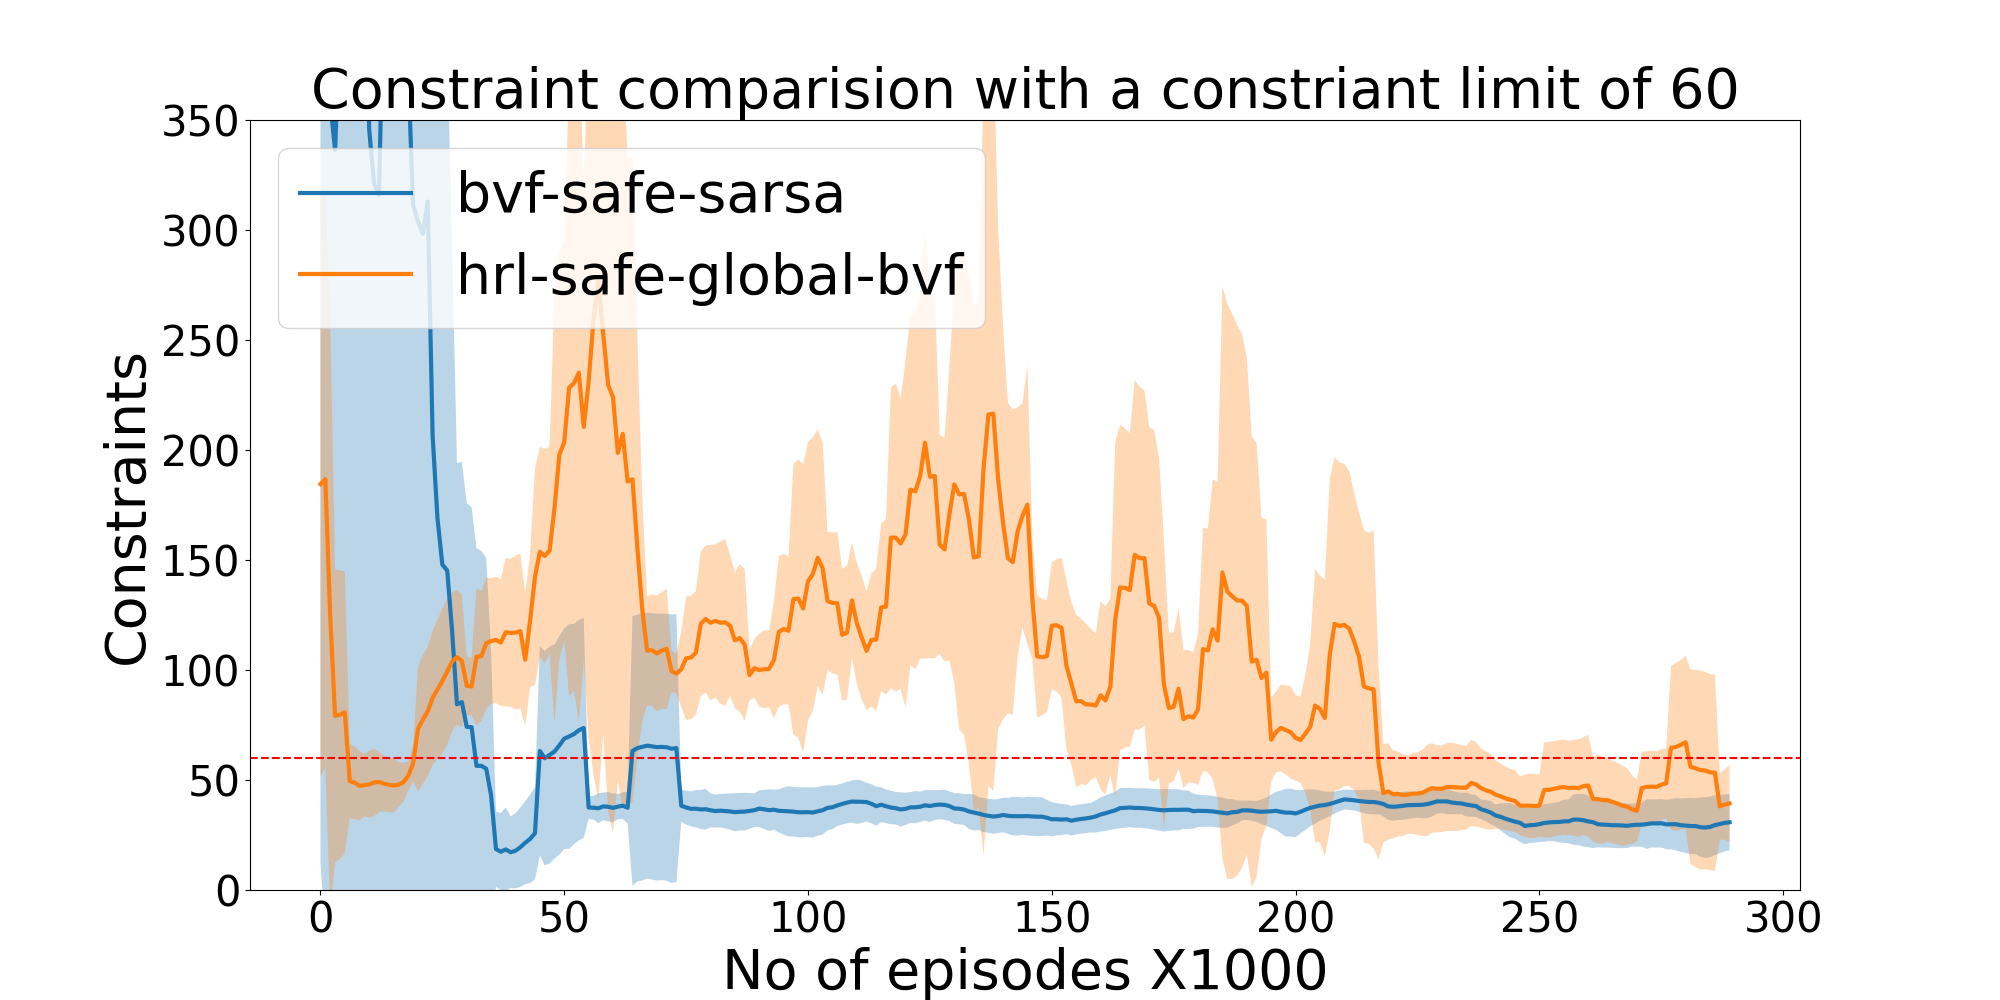 Constraint comparision with a constriant limit of 60
350
300
250
200
150
100
50
0
Constraints
bvf-safe-sarsa
hrl-safe-global-bvf
0 50 100 150 200 250 300
No of episodes X1000